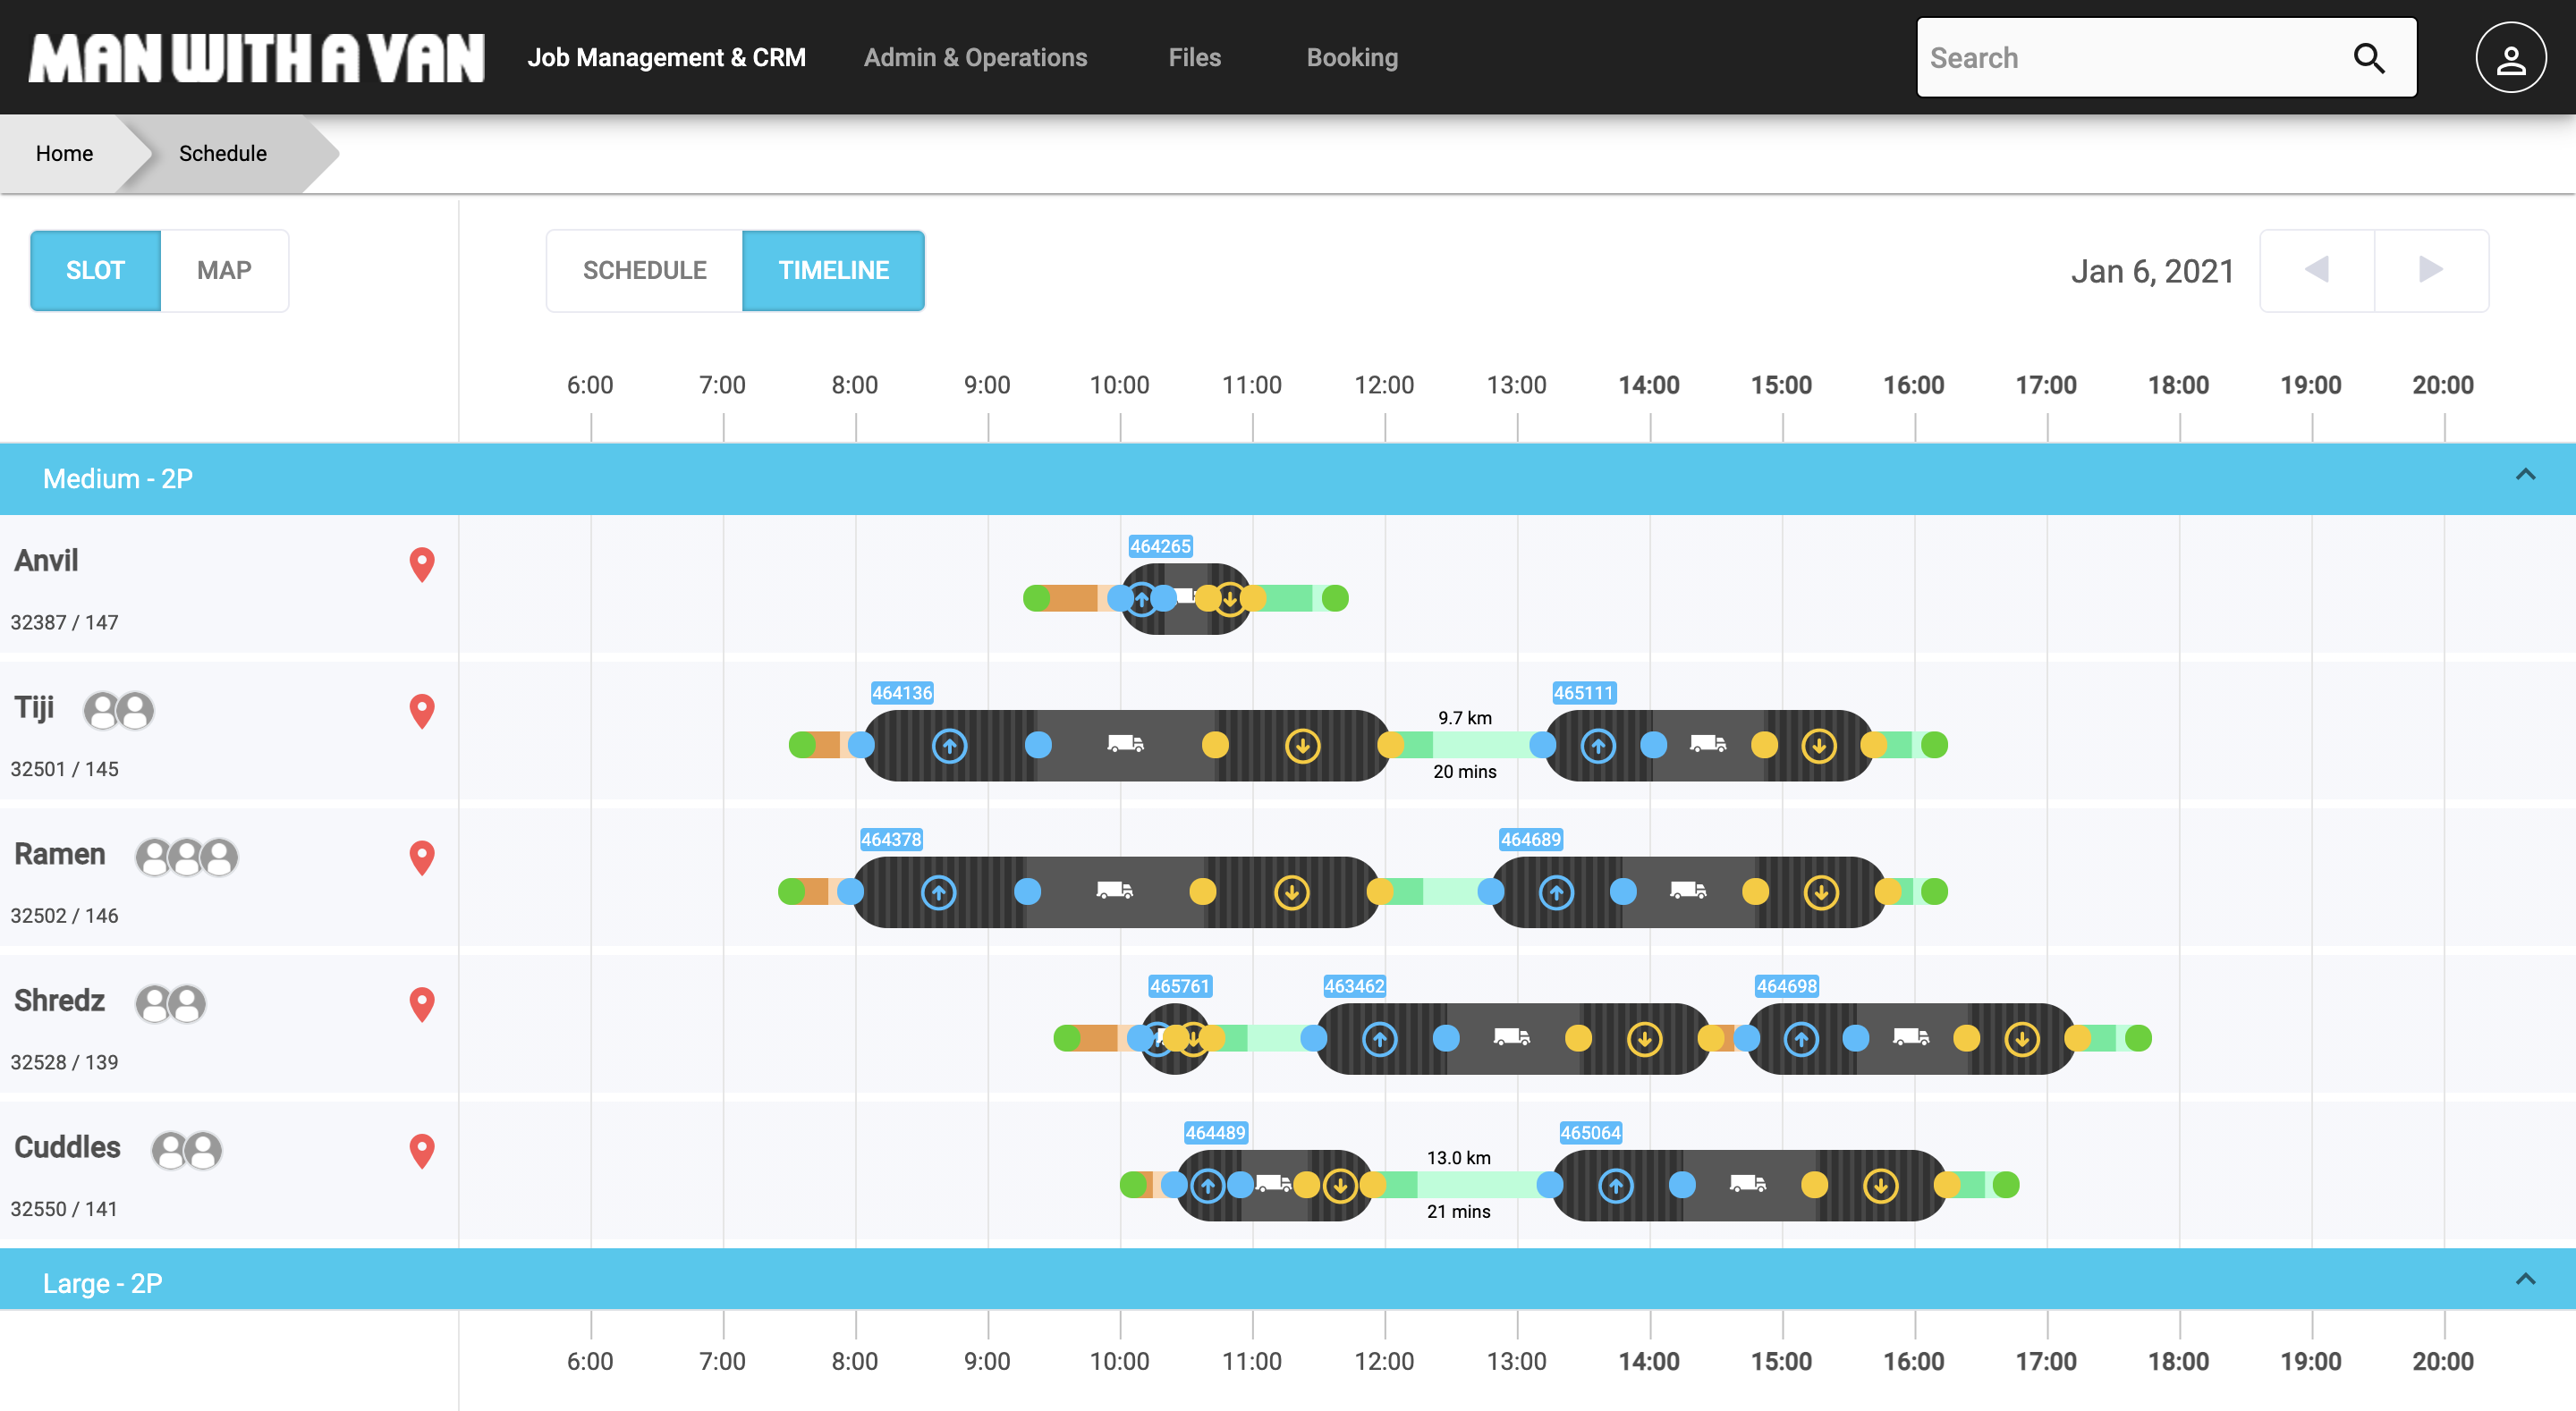 MAN WITH A VAN
Job Management & CRM
Admin & Operations
Files
Booking
Search
Home
Schedule
SLOT
MAP
SCHEDULE
TIMELINE
Jan 6, 2021
6:00 7:00 8:00 9:00 10:00 11:00 12:00 13:00 14:00 15:00 16:00 17:00 18:00 19:00 20:00
Medium - 2P
Anvil
32387 / 147
464265
Tiji
32501 / 145
464136
9.7 km
20 mins
465111
Ramen
32502 / 146
464378
464689
Shredz
32528 / 139
465761
463462
464698
Cuddles
32550 / 141
464489
13.0 km
21 mins
465064
Large - 2P
6:00 7:00 8:00 9:00 10:00 11:00 12:00 13:00 14:00 15:00 16:00 17:00 18:00 19:00 20:00